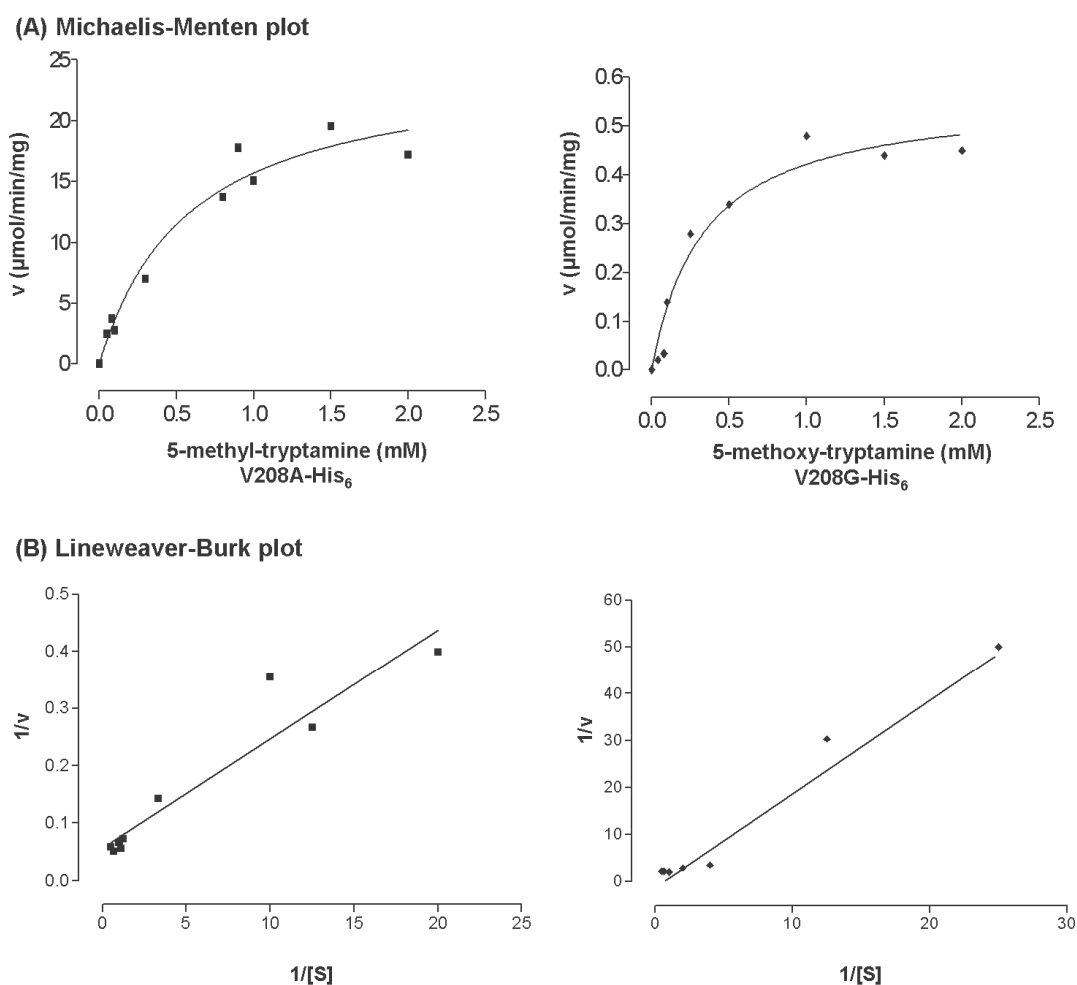 (A) Michaelis-Menten plot
25
20
15
10
5
0
v (µmol/min/mg)
0.0 0.5 1.0 1.5 2.0 2.5
5-methyl-tryptamine (mM)
V208A-His6
0.6
0.5
0.4
0.3
0.2
0.1
0.0
v (µmol/min/mg)
0.0 0.5 1.0 1.5 2.0 2.5
5-methoxy-tryptamine (mM)
V208G-His6
(B) Lineweaver-Burk plot
0.5
0.4
0.3
0.2
0.1
0.0
1/v
0 5 10 15 20 25
1/[S]
60
50
40
30
20
10
0
1/v
0 10 20 30
1/[S]